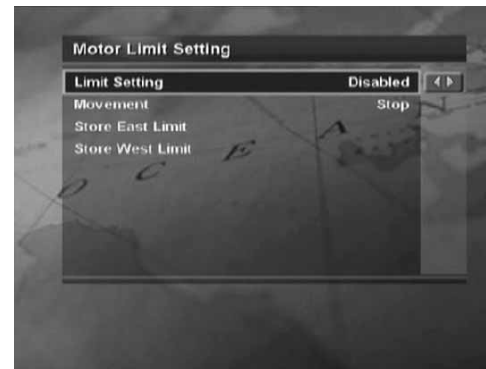 Motor Limit Setting
Limit Setting Disabled
Movement Stop
Store East Limit
Store West Limit
O C E A